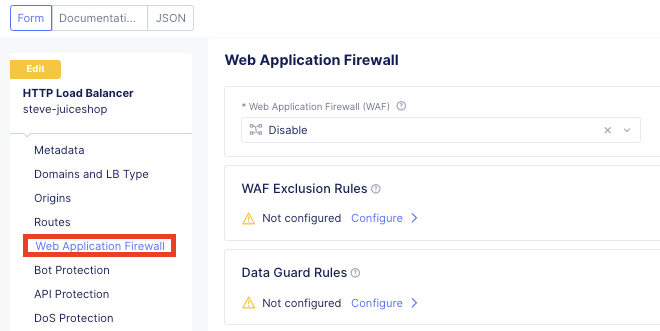 Form
Documentati...
JSON
Edit
HTTP Load Balancer
steve-juiceshop
Metadata
Domains and LB Type
Origins
Routes
Web Application Firewall
Bot Protection
API Protection
DoS Protection
Web Application Firewall
* Web Application Firewall (WAF)
Disable
WAF Exclusion Rules
Not configured Configure
Data Guard Rules
Not configured Configure